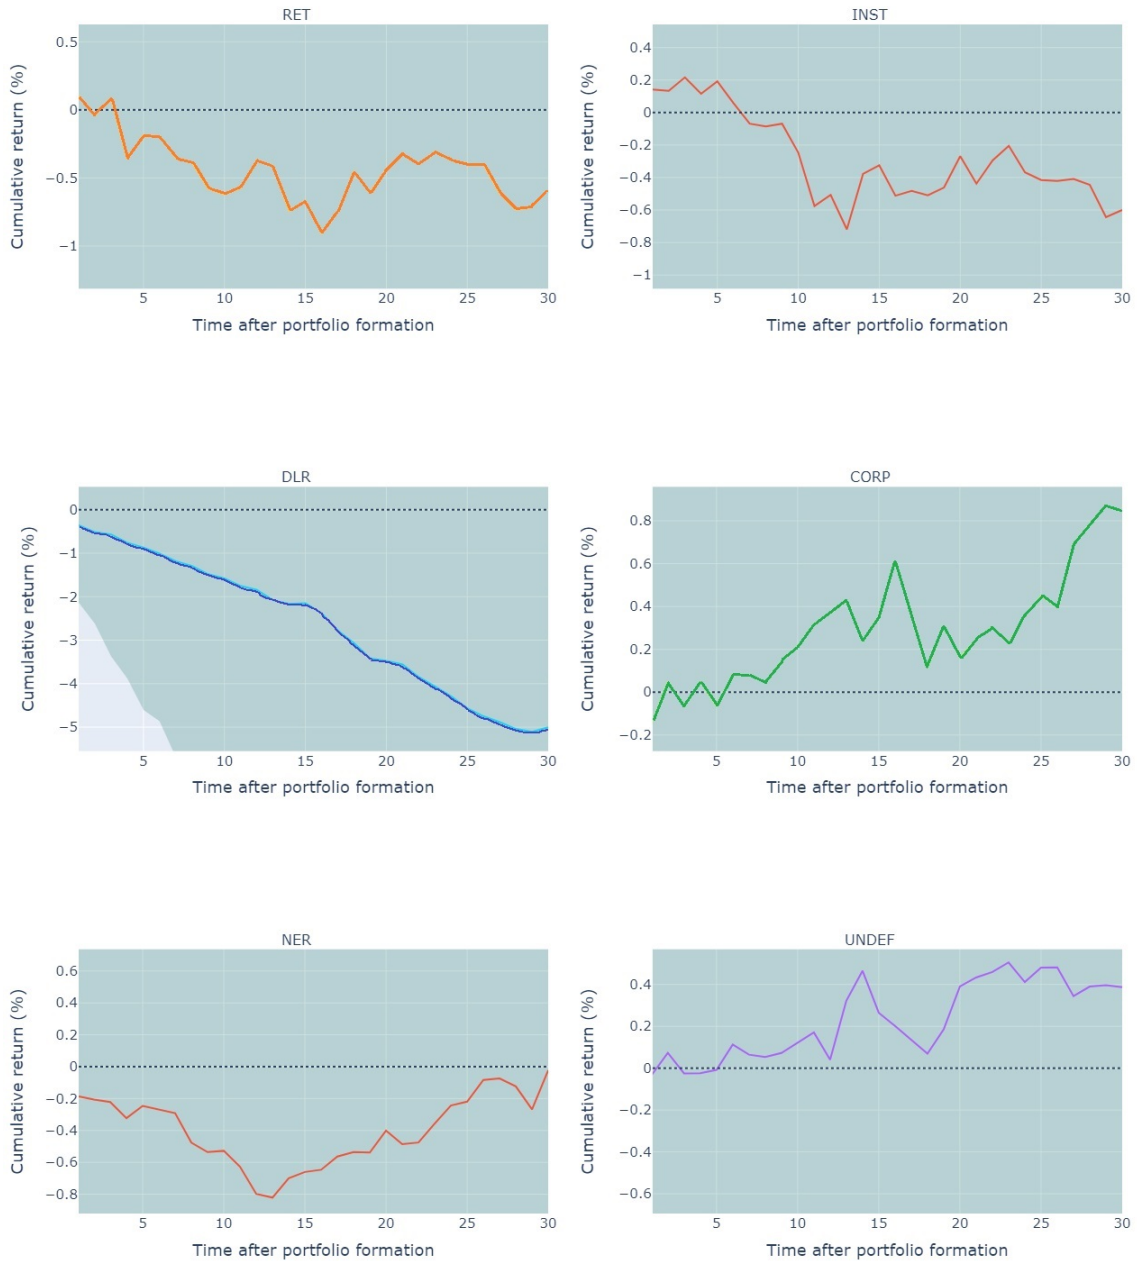 RET
Cumulative return (%)
0.5
0
−0.5
−1
5 10 15 20 25 30
Time after portfolio formation
INST
Cumulative return (%)
0.4
0.2
0
−0.2
−0.4
−0.6
−0.8
−1
5 10 15 20 25 30
Time after portfolio formation
DLR
Cumulative return (%)
0
−1
−2
−3
−4
−5
5 10 15 20 25 30
Time after portfolio formation
CORP
Cumulative return (%)
0.8
0.6
0.4
0.2
0
−0.2
5 10 15 20 25 30
Time after portfolio formation
NER
Cumulative return (%)
0.6
0.4
0.2
0
−0.2
−0.4
−0.6
−0.8
5 10 15 20 25 30
Time after portfolio formation
UNDEF
Cumulative return (%)
0.4
0.2
0
−0.2
−0.4
−0.6
5 10 15 20 25 30
Time after portfolio formation